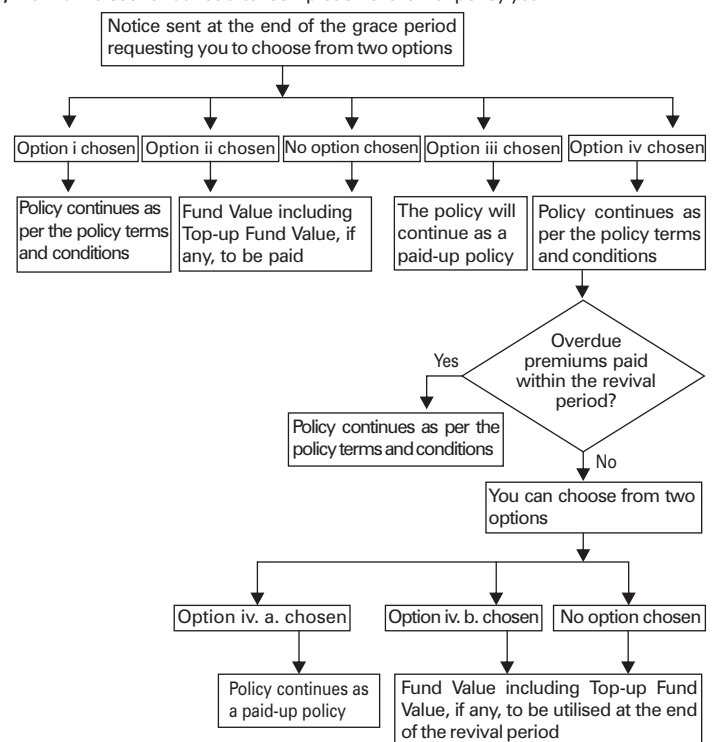 Notice sent at the end of the grace period
requesting you to choose from two options
Option i chosen
Option ii chosen
No option chosen
Option iii chosen
Option iv chosen
Policy continues as
per the policy terms
and conditions
Fund Value including
Top-up Fund Value, if
any, to be paid
The policy will
continue as a
paid-up policy
Policy continues as
per the policy terms
and conditions
Overdue
premiums paid
within the revival
period?
Yes
Policy continues as per the
policy terms and conditions
No
You can choose from two
options
Option iv. a. chosen
Option iv. b. chosen
No option chosen
Policy continues as
a paid-up policy
Fund Value including Top-up Fund
Value, if any, to be utilised at the end
of the revival period